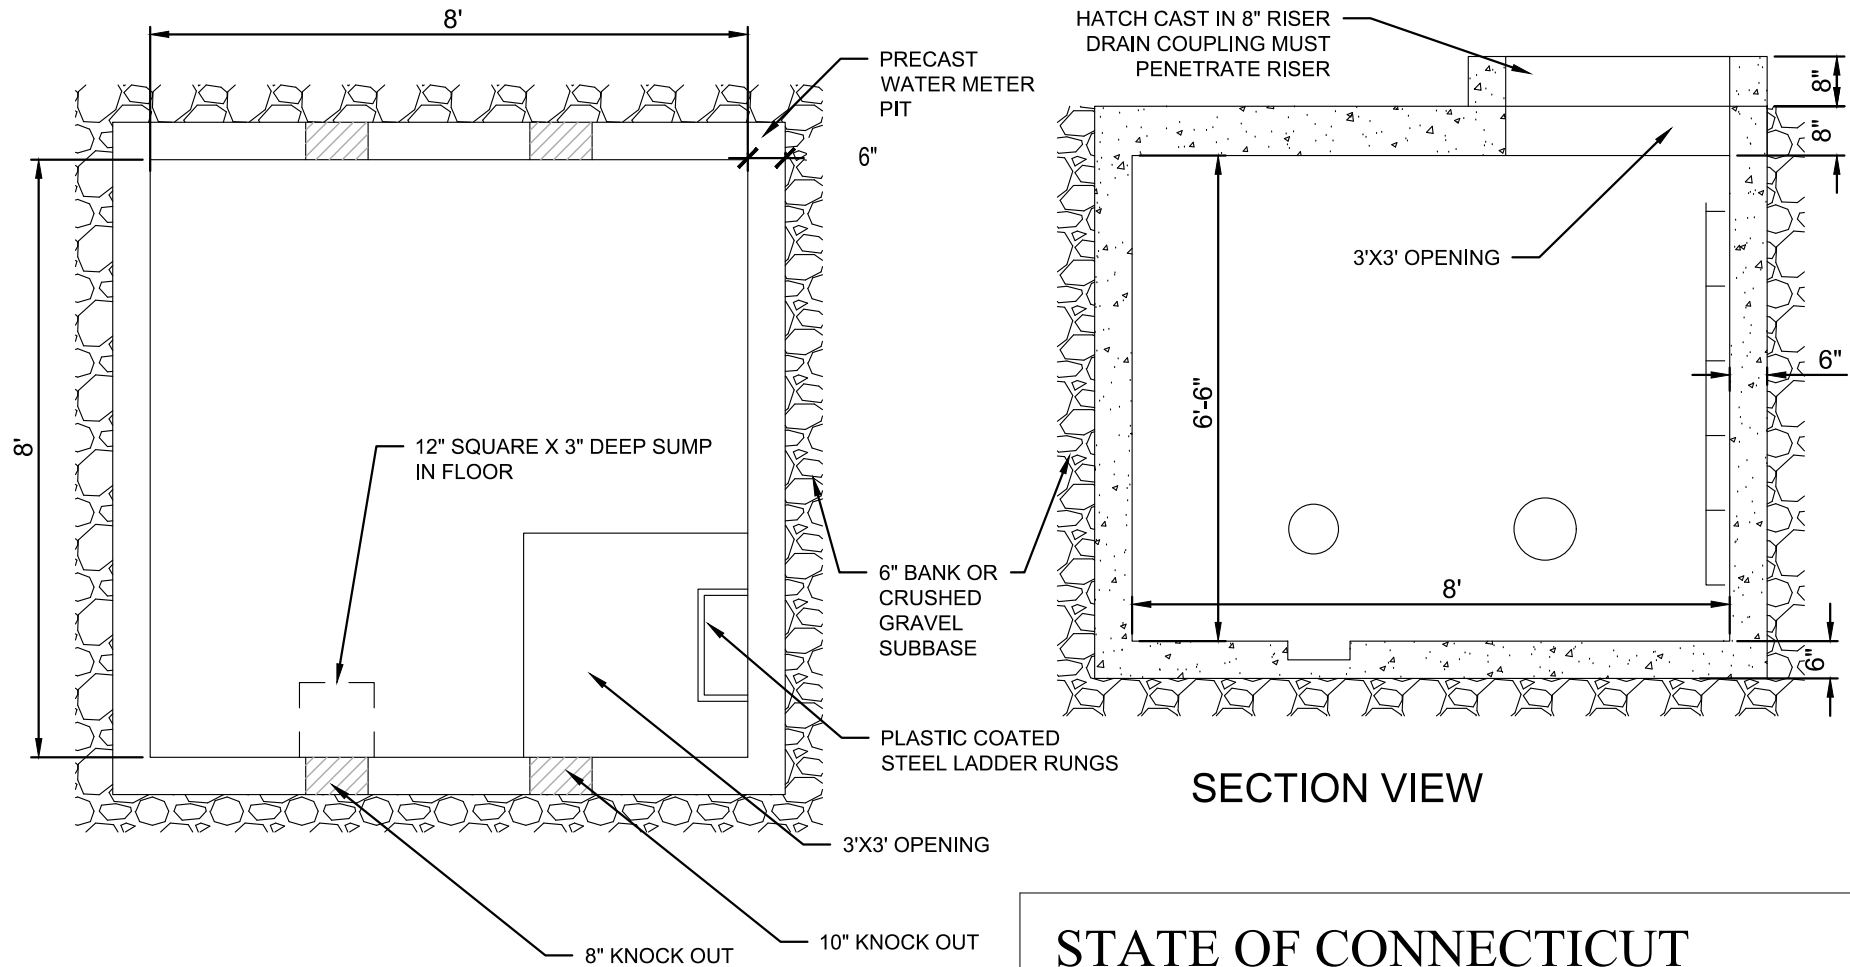 8'
PRECAST
WATER METER
PIT
6"
8'
12" SQUARE X 3" DEEP SUMP
IN FLOOR
6" BANK OR
CRUSHED
GRAVEL
SUBBASE
PLASTIC COATED
STEEL LADDER RUNGS
3'X3' OPENING
10" KNOCK OUT
8" KNOCK OUT
HATCH CAST IN 8" RISER
DRAIN COUPLING MUST
PENETRATE RISER
8"
8"
3'X3' OPENING
6"
6'-6"
8'
6"
SECTION VIEW
STATE OF CONNECTICUT